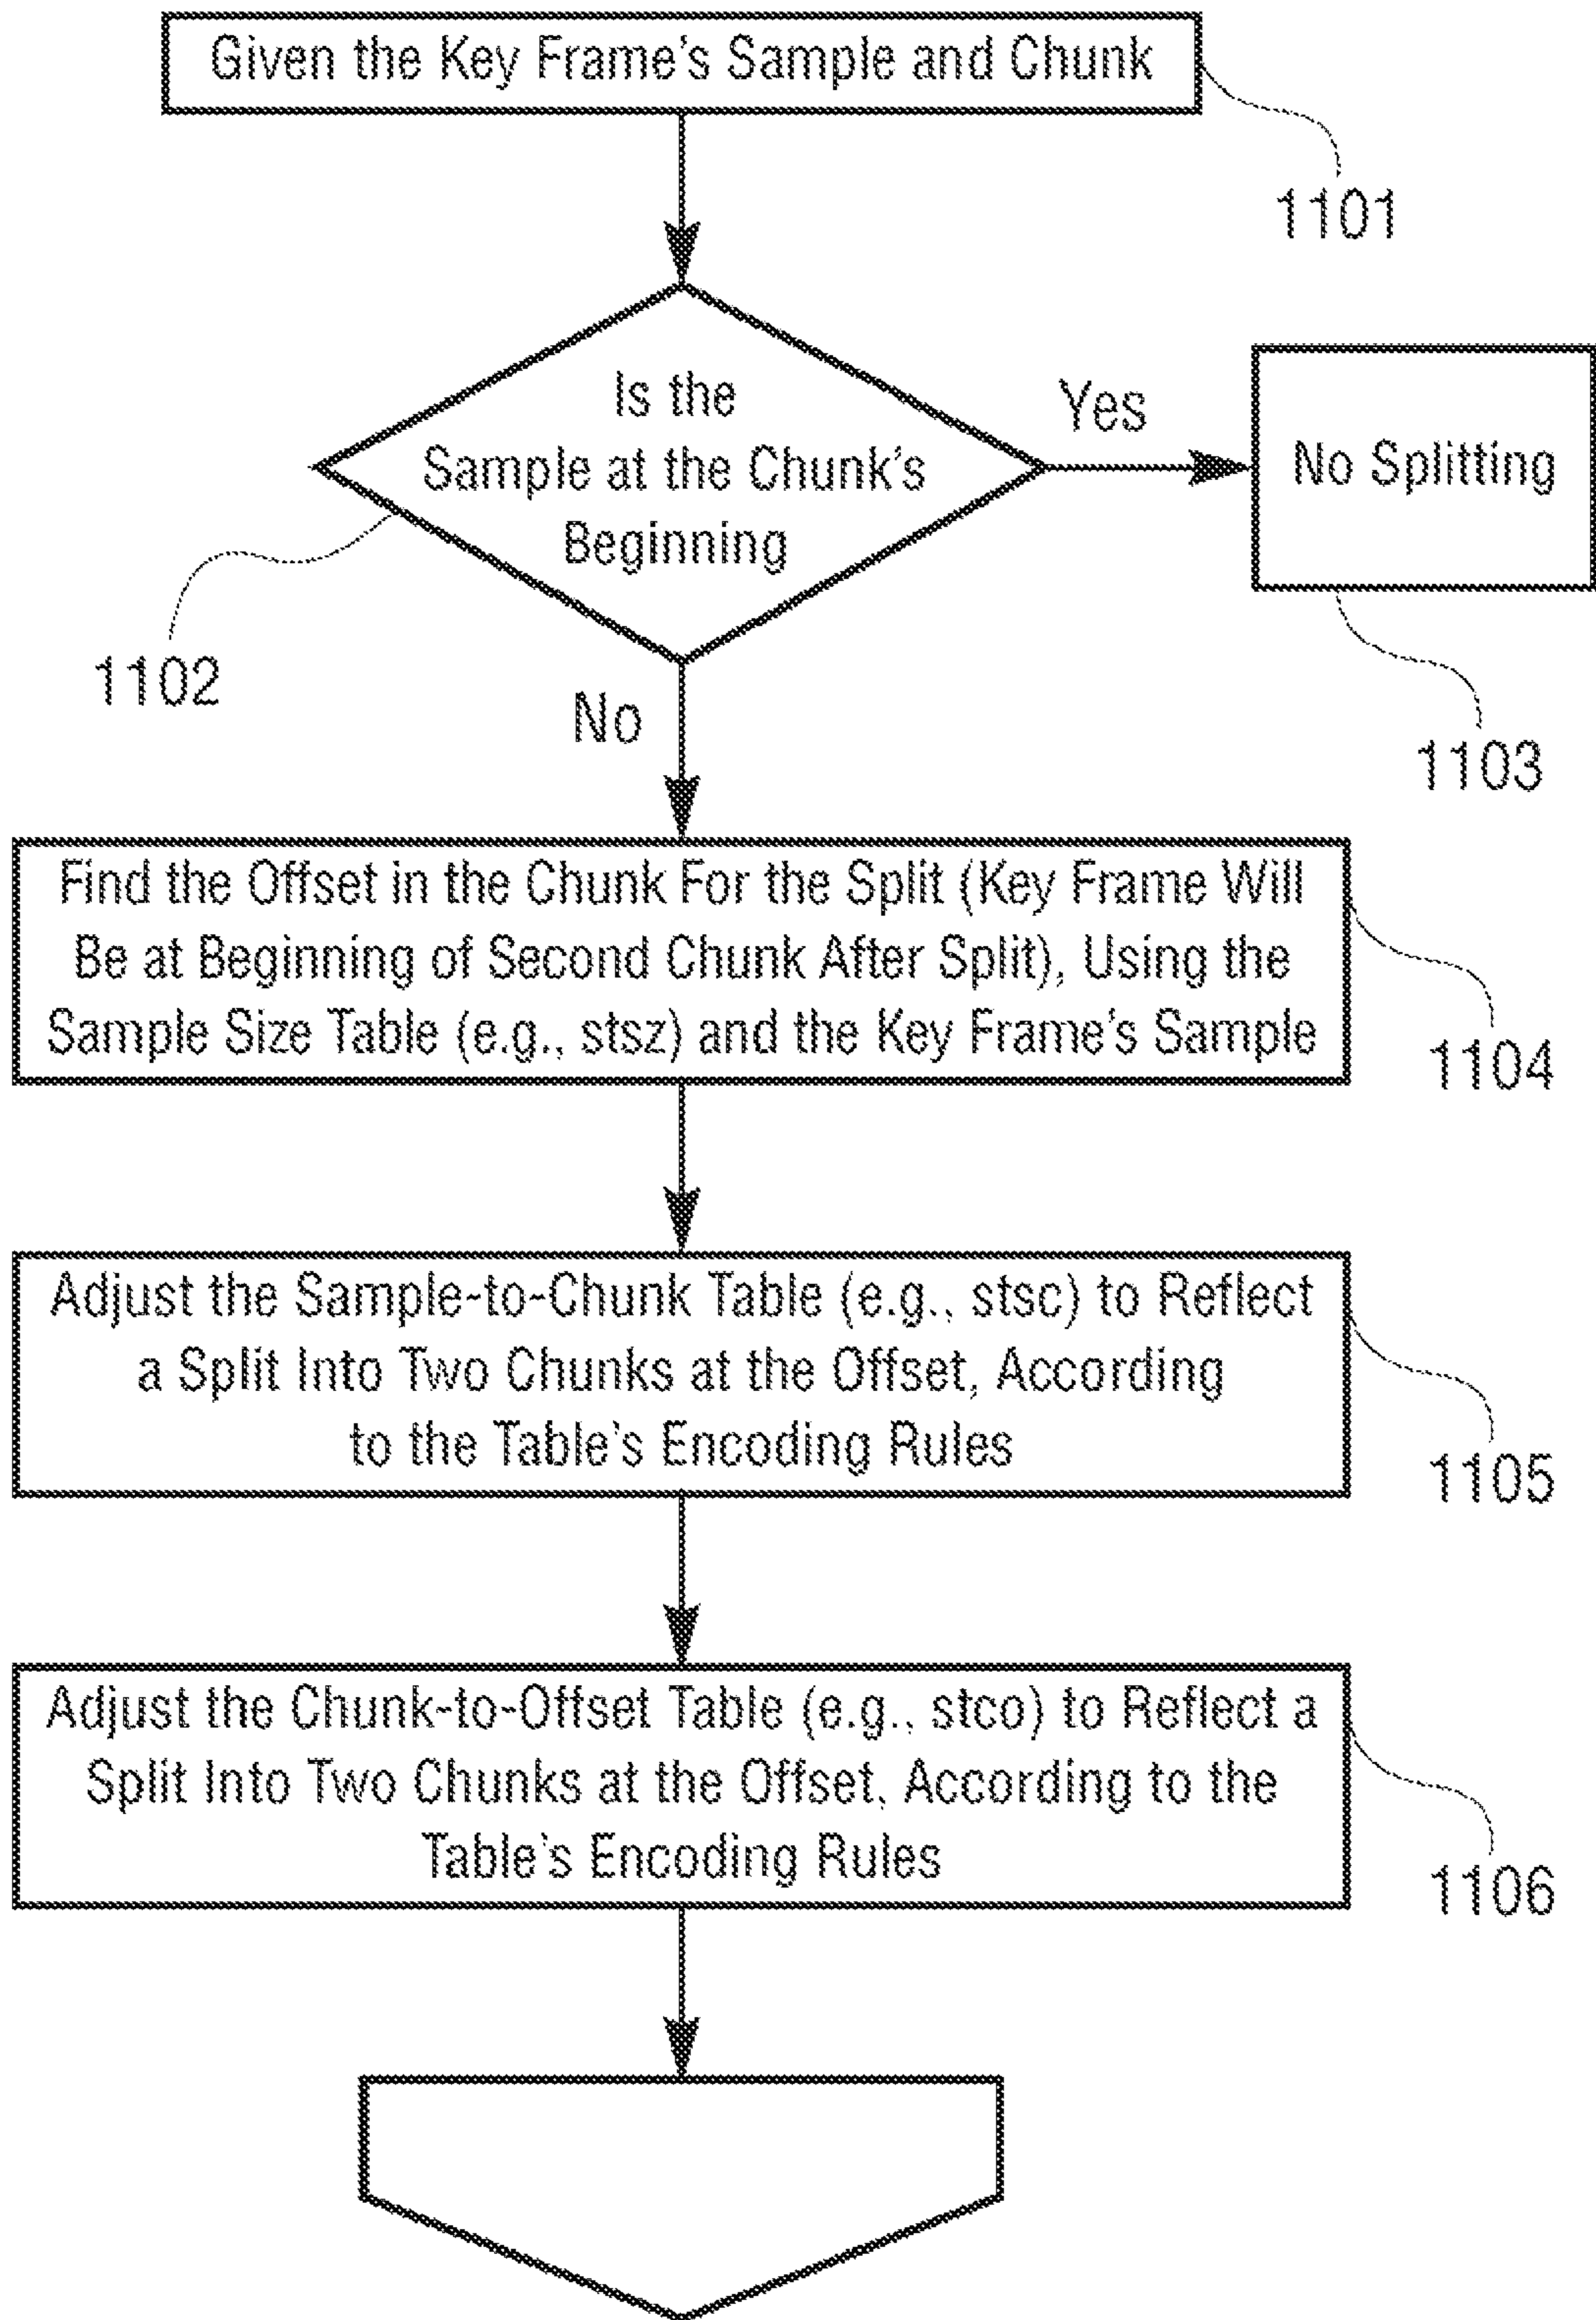 Given the Key Frame's Sample and Chunk
1101
Is the
Sample at the Chunk's
Beginning
Yes
No Splitting
1102
No
1103
Find the Offset in the Chunk For the Split (Key Frame Will
Be at Beginning of Second Chunk After Split), Using the
Sample Size Table (e.g., stsz) and the Key Frame's Sample
1104
Adjust the Sample-to-Chunk Table (e.g., stsc) to Reflect
a Split Into Two Chunks at the Offset, According
to the Table's Encoding Rules
1105
Adjust the Chunk-to-Offset Table (e.g., stco) to Reflect a
Split Into Two Chunks at the Offset, According to the
Table's Encoding Rules
1106